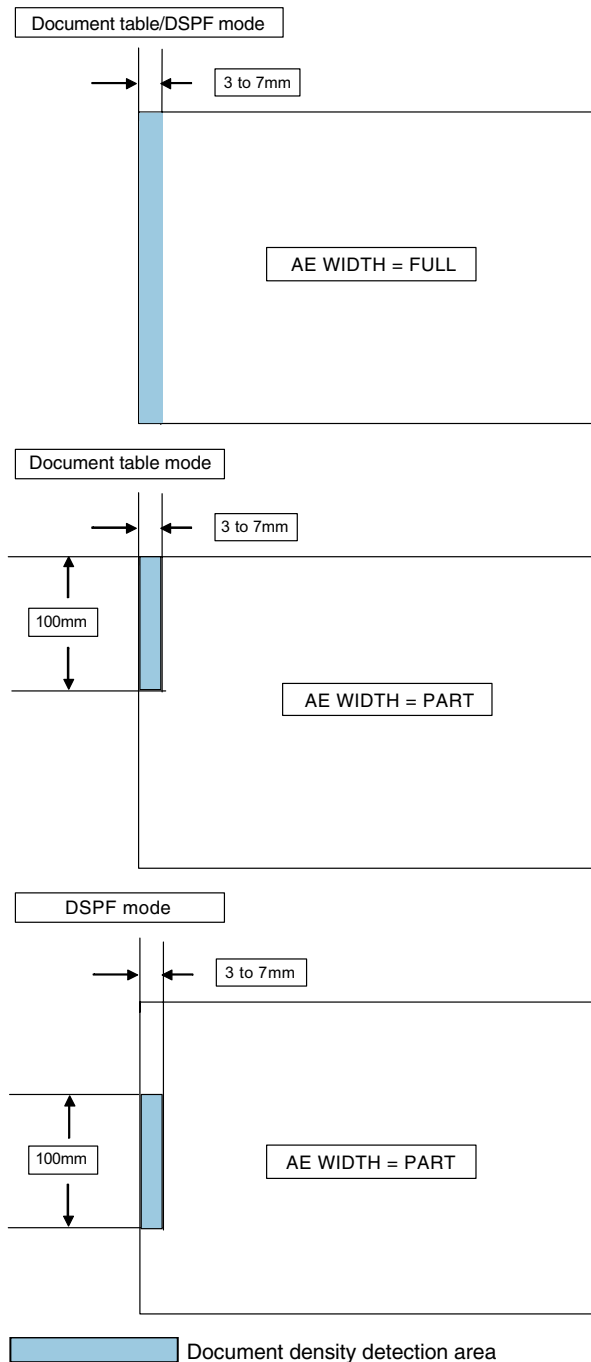 Document table/DSPF mode
3 to 7mm
AE WIDTH = FULL
Document table mode
3 to 7mm
100mm
AE WIDTH = PART
DSPF mode
3 to 7mm
100mm
AE WIDTH = PART
Document density detection area